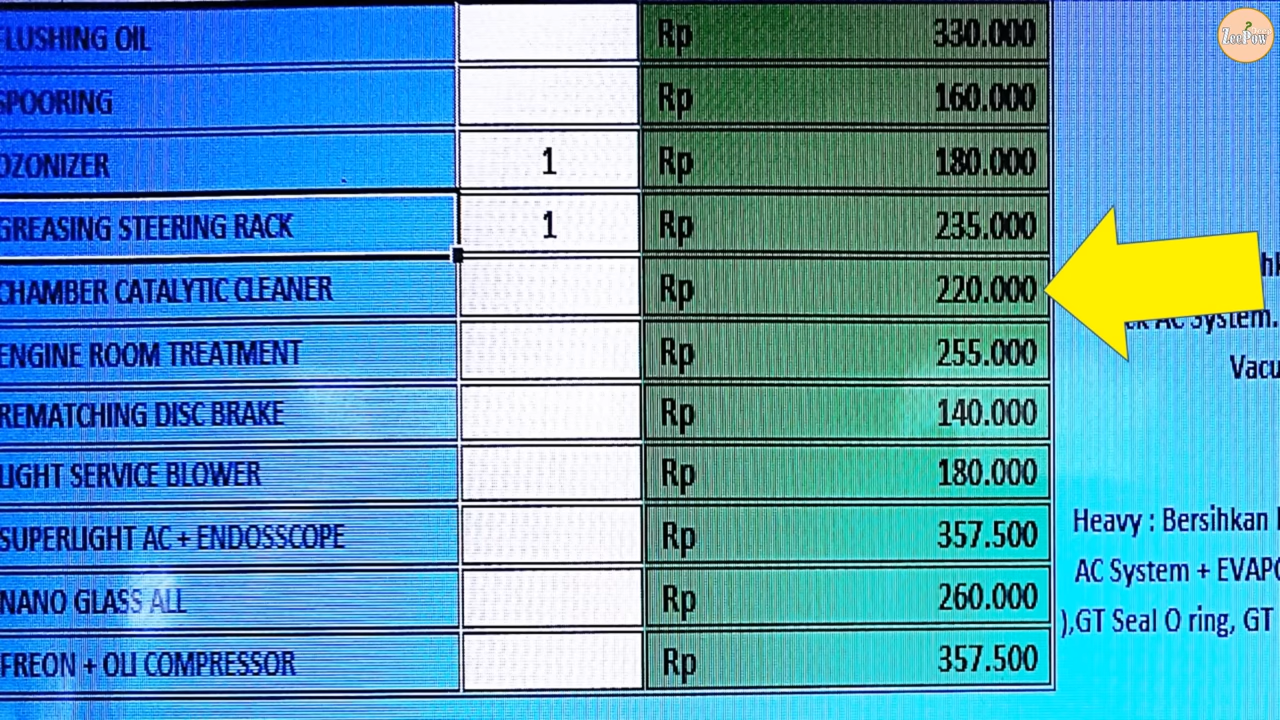 FLUSHING OIL Rp 330.000
SPOORING Rp 160.000
OZONIZER 1 Rp 180.000
GREASING STEERING RACK 1 Rp 235.000
CHAMBER CATALYTIC CLEANER Rp 220.000
ENGINE ROOM TREATMENT Rp 255.000
REMATCHING DISC BRAKE Rp 140.000
LIGHT SERVICE BLOWER Rp 180.000
SUPERLIGHT AC + ENDOSSCOPE Rp 357.500
NANO GLASS ALL Rp 260.000
FREON + OLI COMPRESSOR Rp 357.500
AC System.
Heavy : Bersihkan
AC System +
),GT Seal O ring, GT
ZeePow